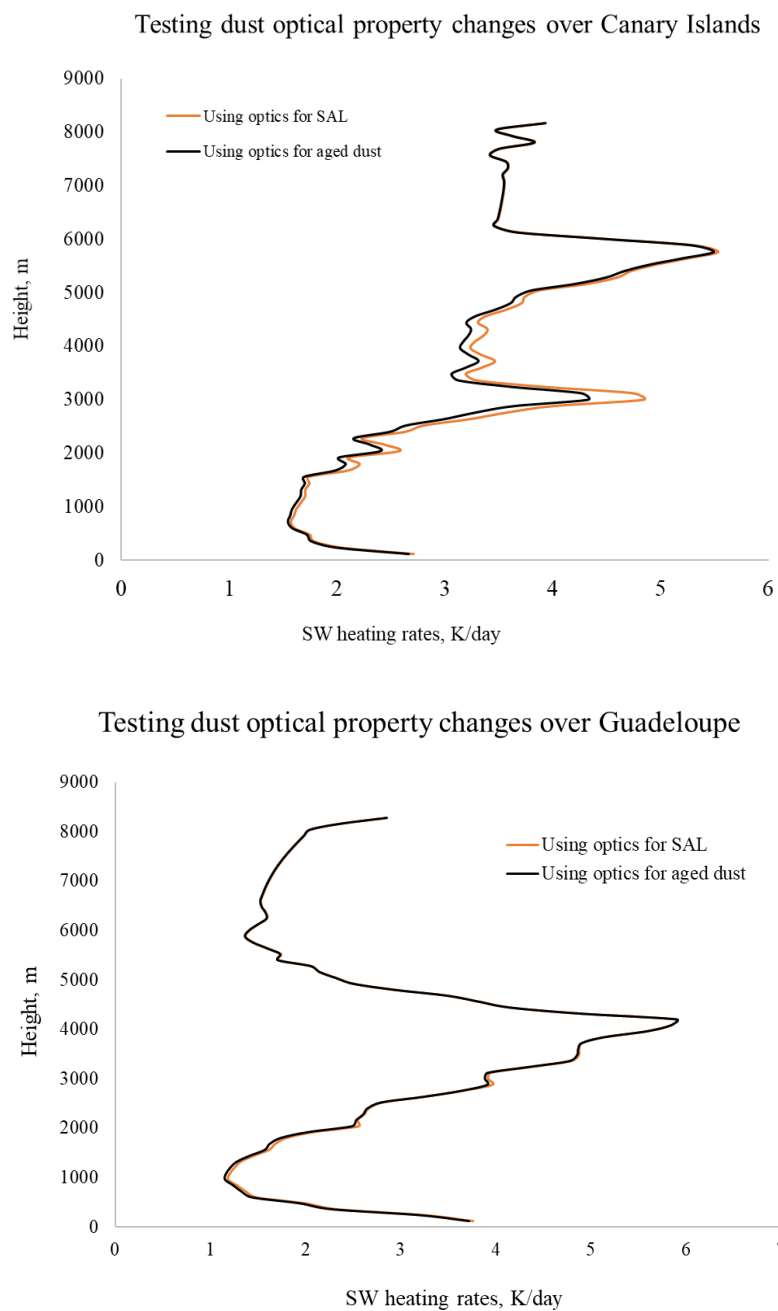 Testing dust optical property changes over Canary Islands
9000
8000
7000
6000
5000
4000
3000
2000
1000
0
Height, m
Using optics for SAL
Using optics for aged dust
0 1 2 3 4 5 6
SW heating rates, K/day
Testing dust optical property changes over Guadeloupe
9000
8000
7000
6000
5000
4000
3000
2000
1000
0
Height, m
Using optics for SAL
Using optics for aged dust
0 1 2 3 4 5 6
SW heating rates, K/day